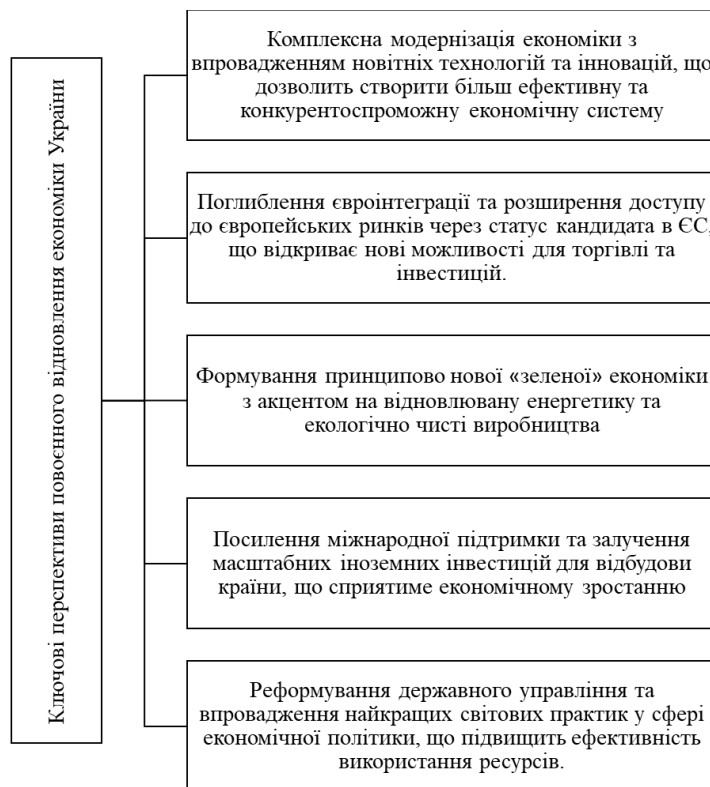 Ключові перспективи повоєнного відновлення економіки України
Комплексна модернізація економіки з
впровадженням новітніх технологій та інновацій, що
дозволить створити більш ефективну та
конкурентоспроможну економічну систему
Поглиблення євроінтеграції та розширення доступу
до європейських ринків через статус кандидата в ЄС,
що відкриває нові можливості для торгівлі та
інвестицій.
Формування принципово нової «зеленої» економіки
з акцентом на відновлювану енергетику та
екологічно чисті виробництва
Посилення міжнародної підтримки та залучення
масштабних іноземних інвестицій для відбудови
країни, що сприятиме економічному зростанню
Реформування державного управління та
впровадження найкращих світових практик у сфері
економічної політики, що підвищить ефективність
використання ресурсів.